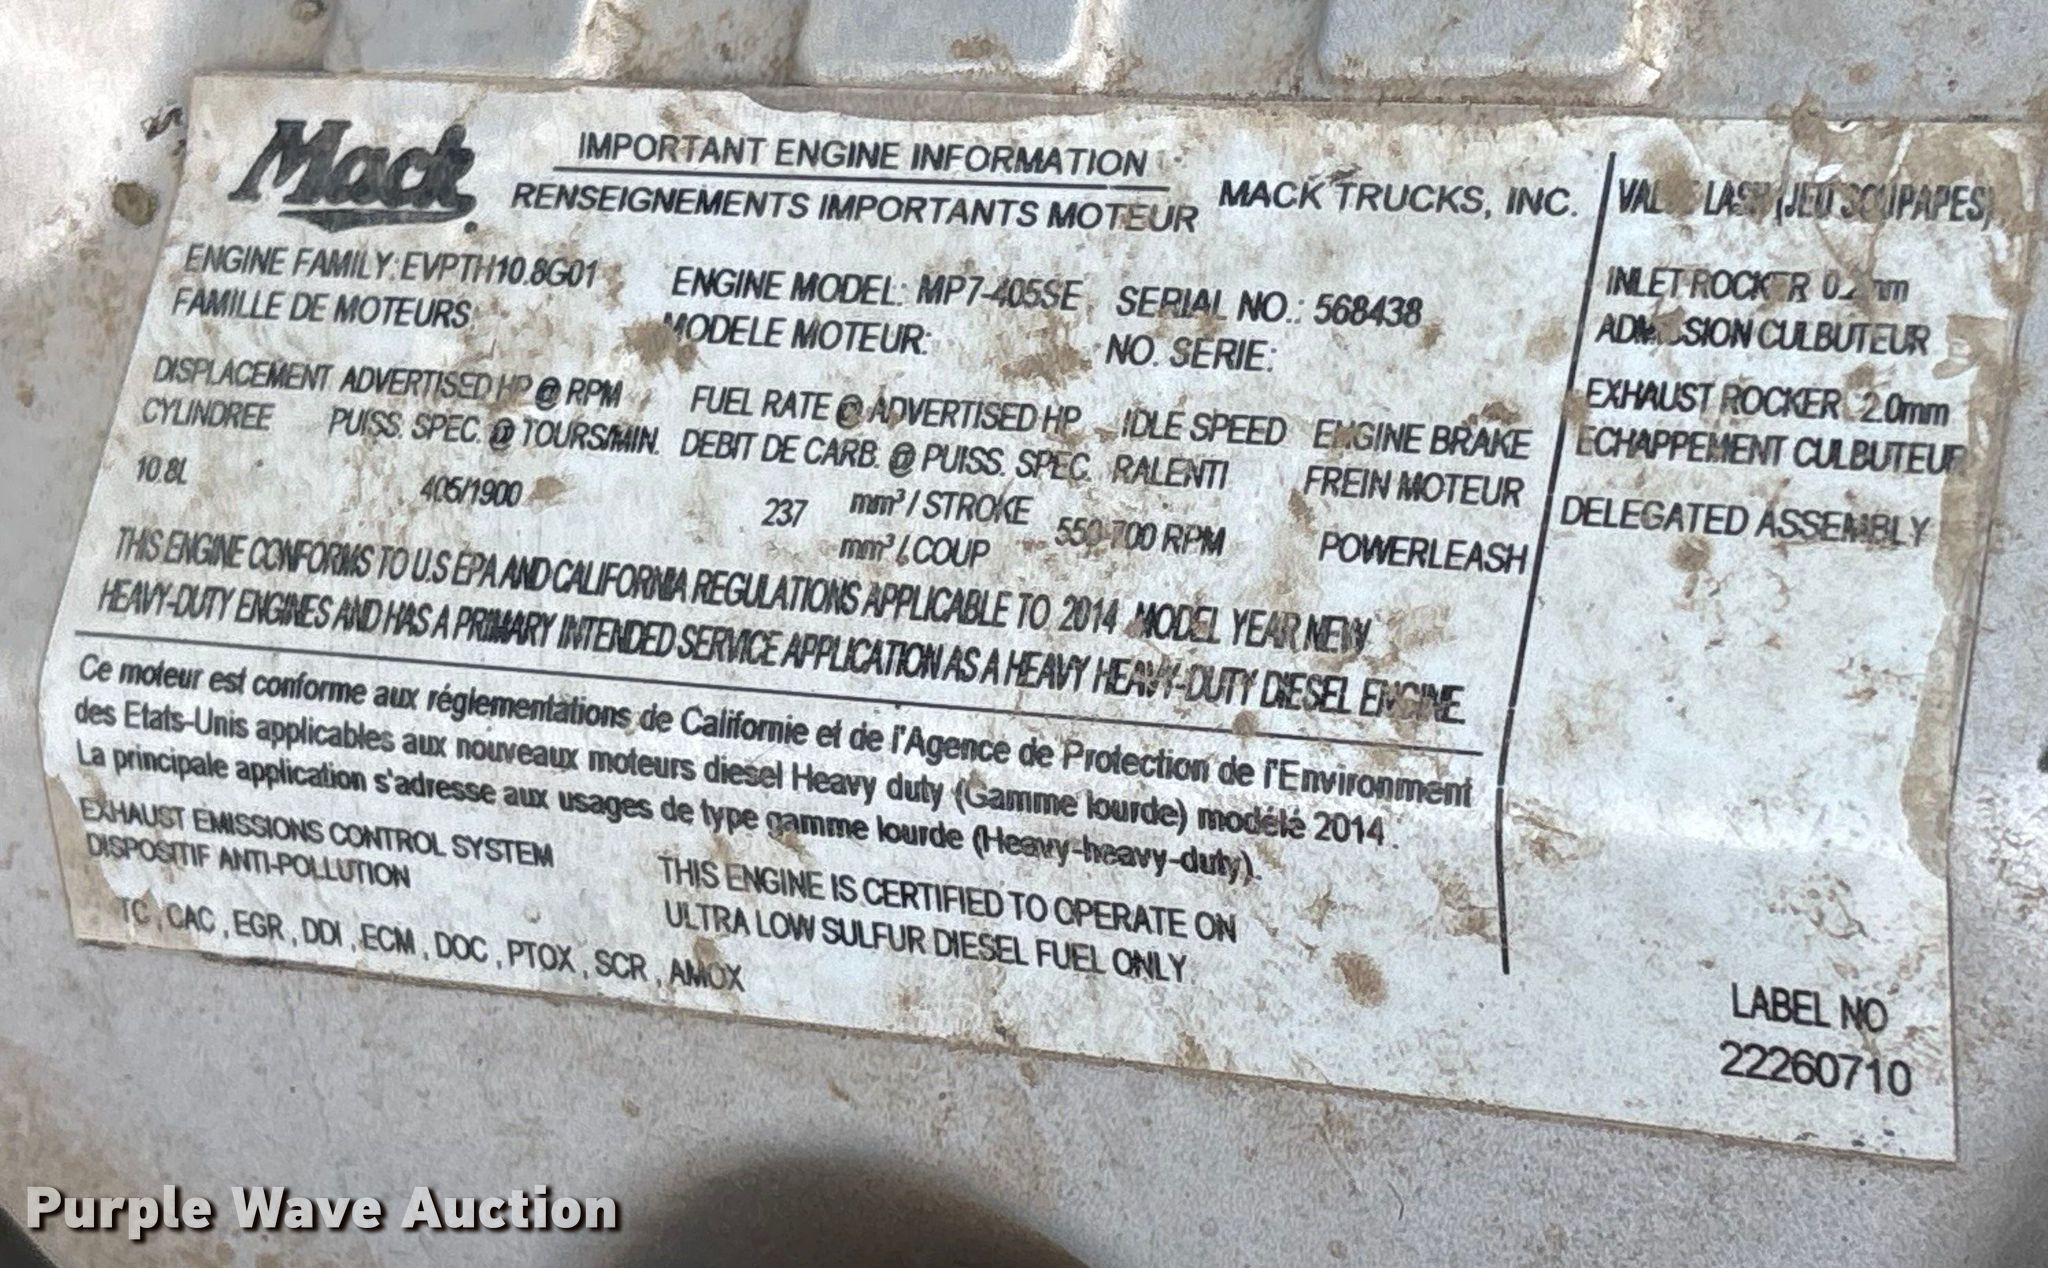 Mack
IMPORTANT ENGINE INFORMATION
RENSEIGNEMENTS IMPORTANTS MOTEUR
MACK TRUCKS, INC.
ENGINE FAMILY: EVPTH10.8G01
FAMILLE DE MOTEURS:
ENGINE MODEL: MP7-405SE
MODELE MOTEUR:
SERIAL NO.: 568438
NO. SERIE:
DISPLACEMENT
CYLINDREE
10.8L
ADVERTISED HP @ RPM
PUISS. SPEC. @ TOURS/MIN.
405/1900
FUEL RATE @ ADVERTISED HP
DEBIT DE CARB. @ PUISS. SPEC.
237 mm³ / STROKE
mm³ / COUP
IDLE SPEED
RALENTI
550-700 RPM
ENGINE BRAKE
FREIN MOTEUR
POWERLEASH
THIS ENGINE CONFORMS TO U.S EPA AND CALIFORNIA REGULATIONS APPLICABLE TO 2014 MODEL YEAR NEW
HEAVY-DUTY ENGINES AND HAS A PRIMARY INTENDED SERVICE APPLICATION AS A HEAVY HEAVY-DUTY DIESEL ENGINE.
Ce moteur est conforme aux réglementations de Californie et de l'Agence de Protection de l'Environment
des Etats-Unis applicables aux nouveaux moteurs diesel Heavy duty (Gamme lourde) modélé 2014.
La principale application s'adresse aux usages de type gamme lourde (Heavy-heavy-duty).
EXHAUST EMISSIONS CONTROL SYSTEM
DISPOSITIF ANTI-POLLUTION
TC , CAC , EGR , DDI , ECM , DOC , PTOX , SCR , AMOX
THIS ENGINE IS CERTIFIED TO OPERATE ON
ULTRA LOW SULFUR DIESEL FUEL ONLY
LASH (JEU SOUPAPES)
INLET ROCKER
ADMISSION CULBUTEUR
EXHAUST ROCKER 2.0mm
ECHAPPEMENT CULBUTEUR
DELEGATED ASSEMBLY
LABEL NO
22260710
Purple Wave Auction